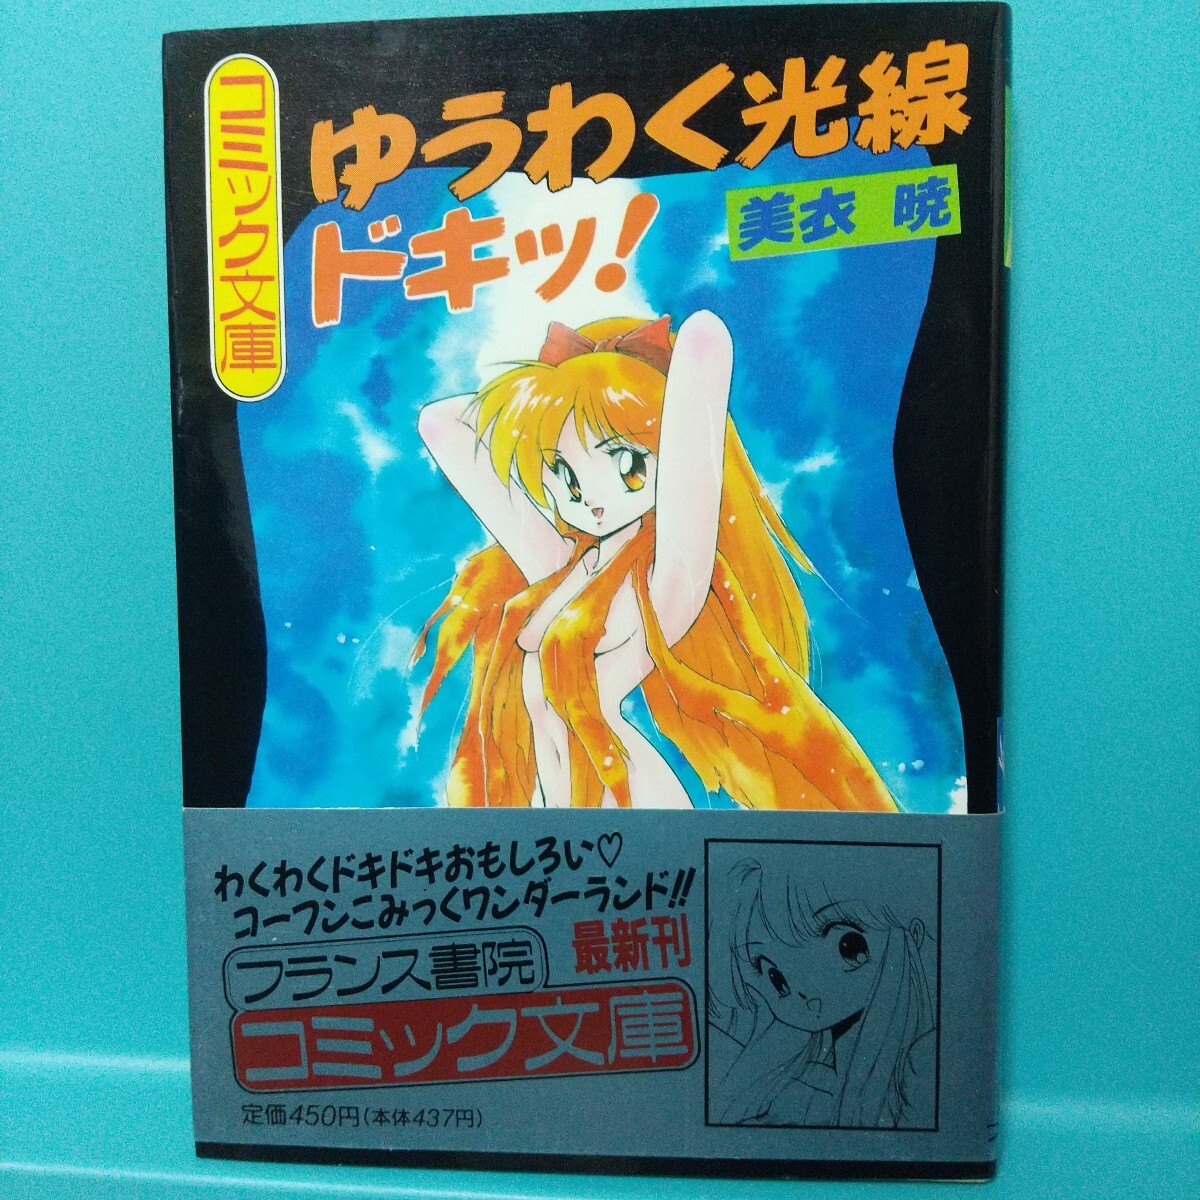 コミック文庫
ゆうわく光線
ドキッ!
美衣 暁
わくわくドキドキおもしろい♡
コーフンこみっくワンダーランド!!
フランス書院
最新刊
コミック文庫
定価450円(本体437円)